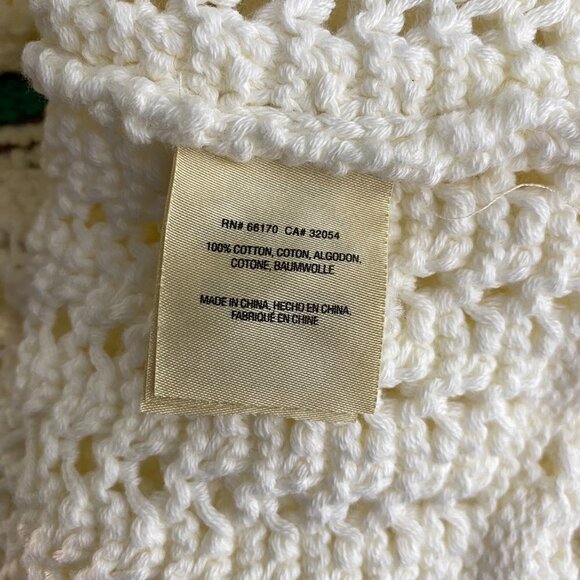 RN# 66170 CA# 32054
100% COTTON, COTON, ALGODON,
COTONE, BAUMWOLLE
MADE IN CHINA, HECHO EN CHINA,
FABRIQUÉ EN CHINE